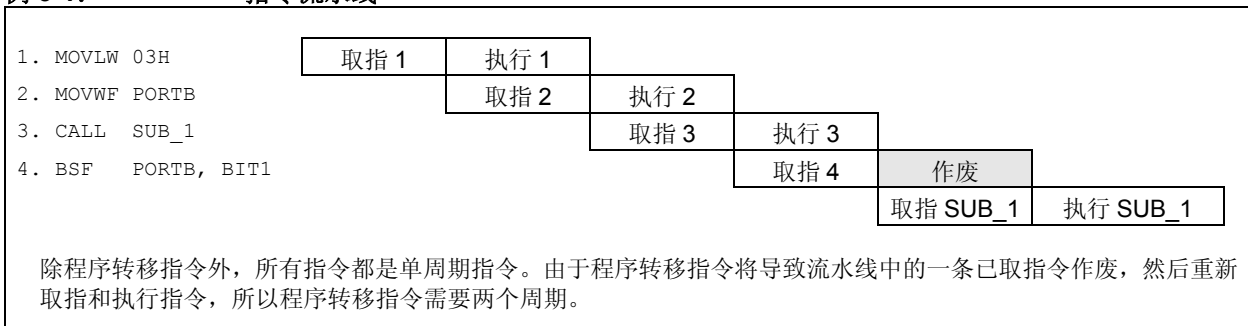 1. MOVLW 03H 取指 1 执行 1
2. MOVWF PORTB 取指 2 执行 2
3. CALL SUB_1 取指 3 执行 3
4. BSF PORTB, BIT1 取指 4 作废
取指 SUB_1 执行 SUB_1
除程序转移指令外，所有指令都是单周期指令。由于程序转移指令将导致流水线中的一条已取指令作废，然后重新
取指和执行指令，所以程序转移指令需要两个周期。